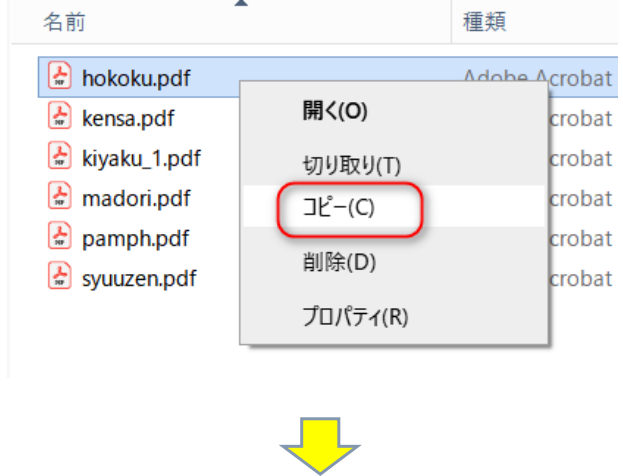 名前 種類
hokoku.pdf Adobe Acrobat
kensa.pdf crobat
kiyaku_1.pdf crobat
madori.pdf crobat
pamph.pdf crobat
syuuzen.pdf crobat
開く(O)
切り取り(T)
コピー(C)
削除(D)
プロパティ(R)